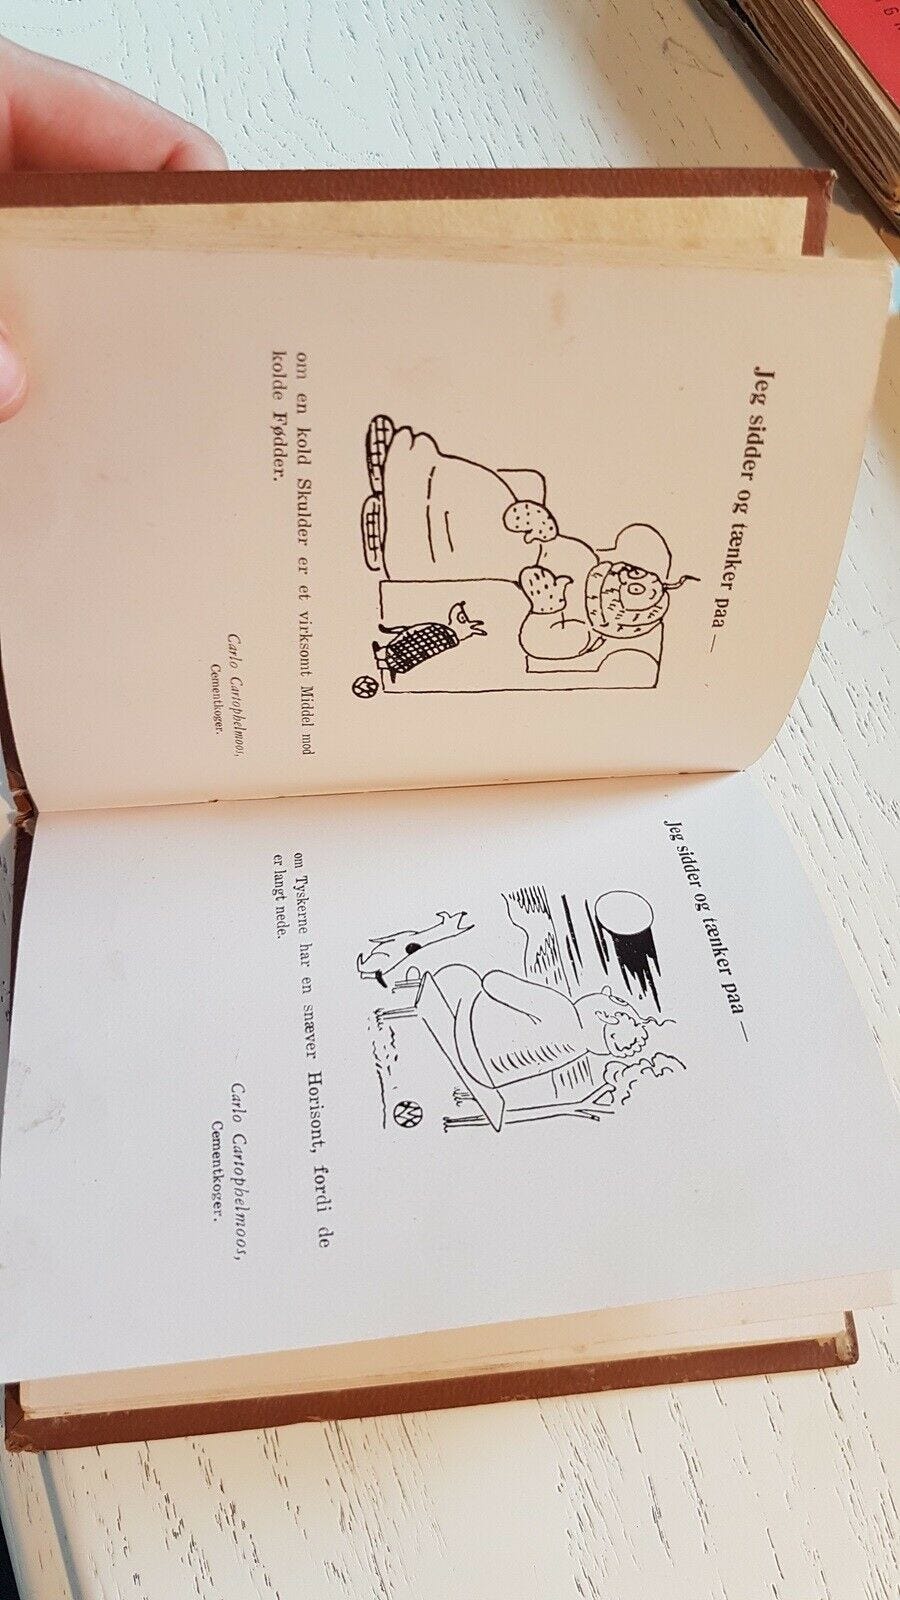 Jeg sidder og tænker paa —
om en kold Skulder er et virksomt Middel mod
kolde Fødder.
Carlo Cartophelmoos,
Cementkoger.
Jeg sidder og tænker paa —
om Tyskerne har en snæver Horisont, fordi de
er langt nede.
Carlo Cartophelmoos,
Cementkoger.